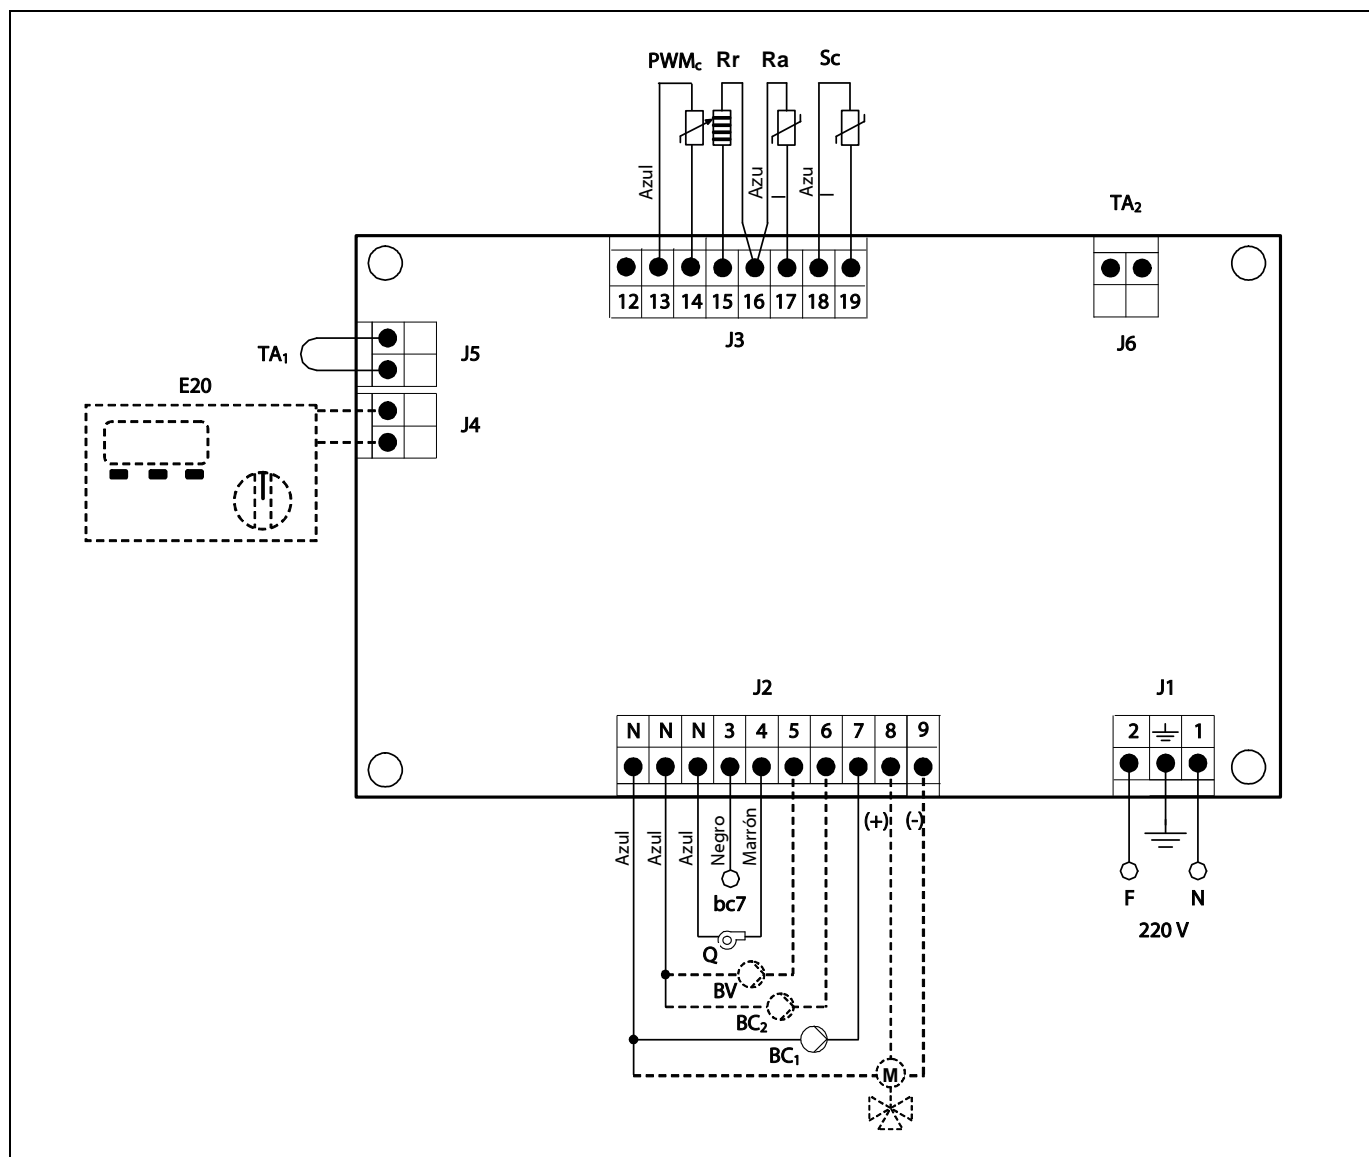 PWMc Rr Ra Sc
Azul Azu l Azu l
TA2
12 13 14 15 16 17 18 19
J3
J6
TA1
J5
E20
J4
J2
J1
N N N 3 4 5 6 7 8 9
2 1
(+) (-)
Azul Azul Azul Negro Marrón
bc7
F N
220 V
Q
BV
BC2
BC1
M